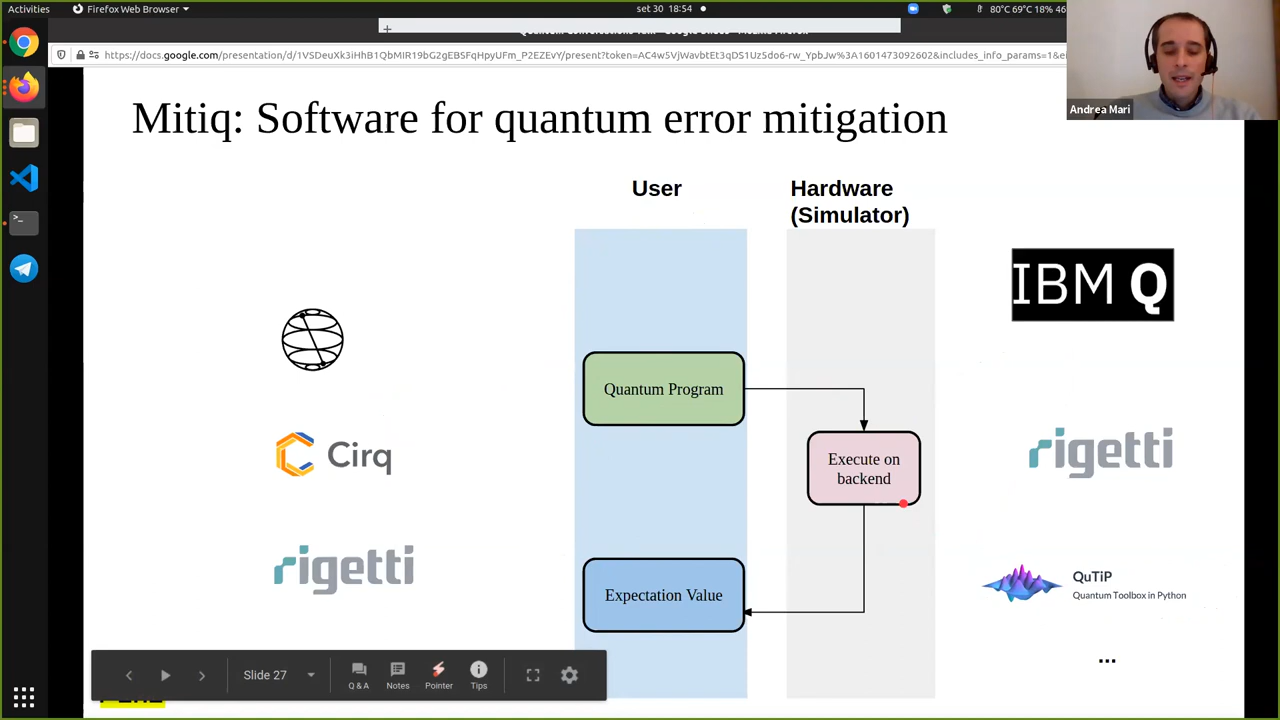 Activities
Firefox Web Browser
set 30 18:54
80°C 69°C 18% 46
https://docs.google.com/presentation/d/1VSDeuXk3iHhB1QbMIR19bG2gEBSFqHpyUFm_P2EZEvY/present?token=AC4w5VjWavbtEt3qDS1Uz5do6-rw_YpbJw%3A1601473092602&includes_info_params=1&e
Andrea Mari
Mitiq: Software for quantum error mitigation
User
Hardware
(Simulator)
IBM Q
Quantum Program
Cirq
Execute on
backend
rigetti
rigetti
Expectation Value
QuTiP
Quantum Toolbox in Python
...
Slide 27
Q & A
Notes
Pointer
Tips